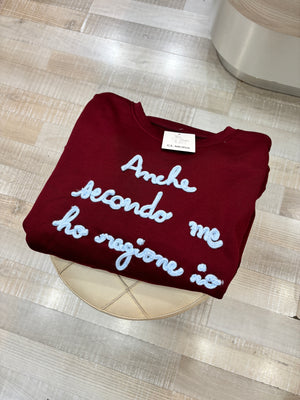 Anche
secondo me
ho ragione io